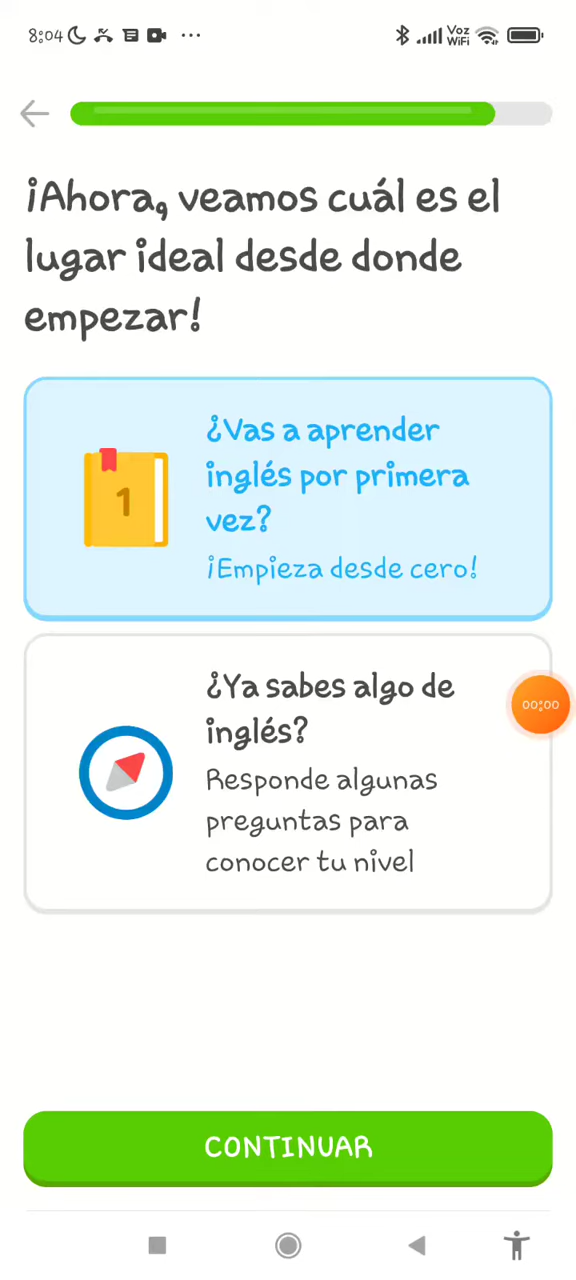 8:04
Voz
WiFi
¡Ahora, veamos cuál es el
lugar ideal desde donde
empezar!
1
¿Vas a aprender
inglés por primera
vez?
¡Empieza desde cero!
¿Ya sabes algo de
inglés?
00:00
Responde algunas
preguntas para
conocer tu nivel
CONTINUAR